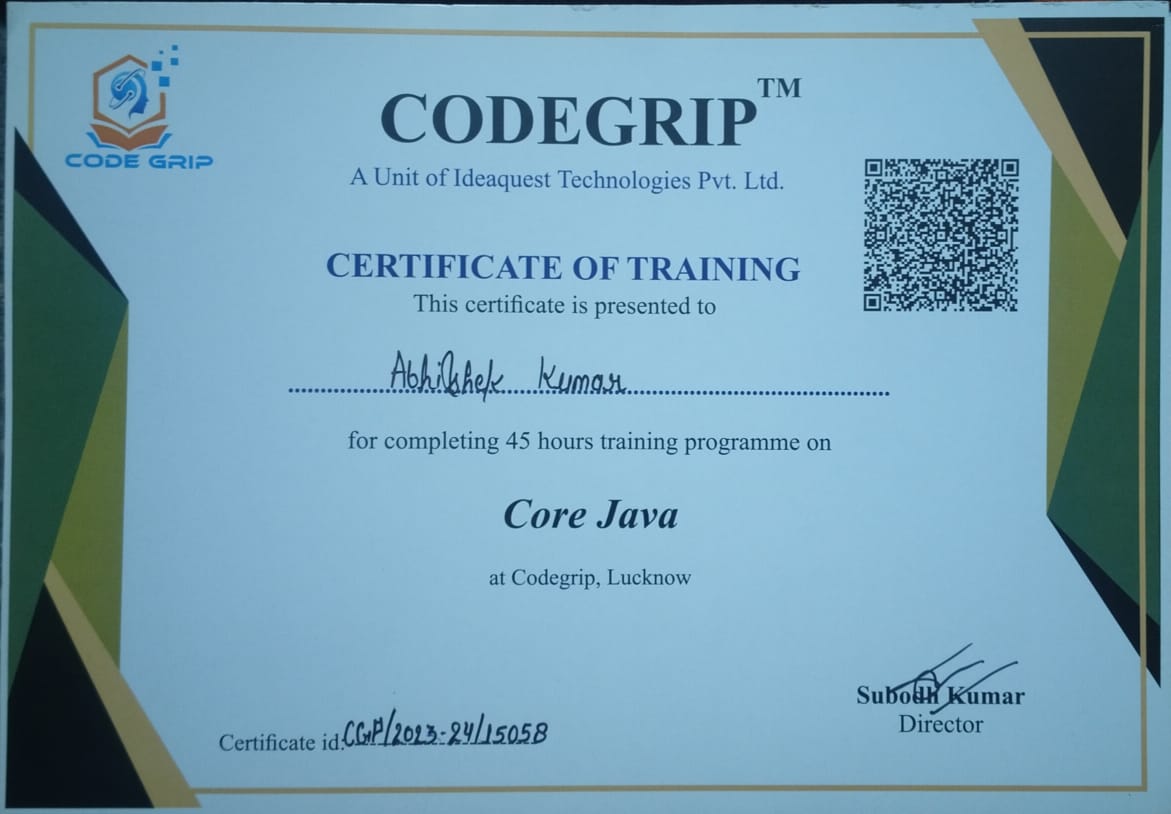 CODE GRIP
CODEGRIP™
A Unit of Ideaquest Technologies Pvt. Ltd.
CERTIFICATE OF TRAINING
This certificate is presented to
Abhishek Kumar
for completing 45 hours training programme on
Core Java
at Codegrip, Lucknow
Subodh Kumar
Director
Certificate id: CGP/2023-24/15058